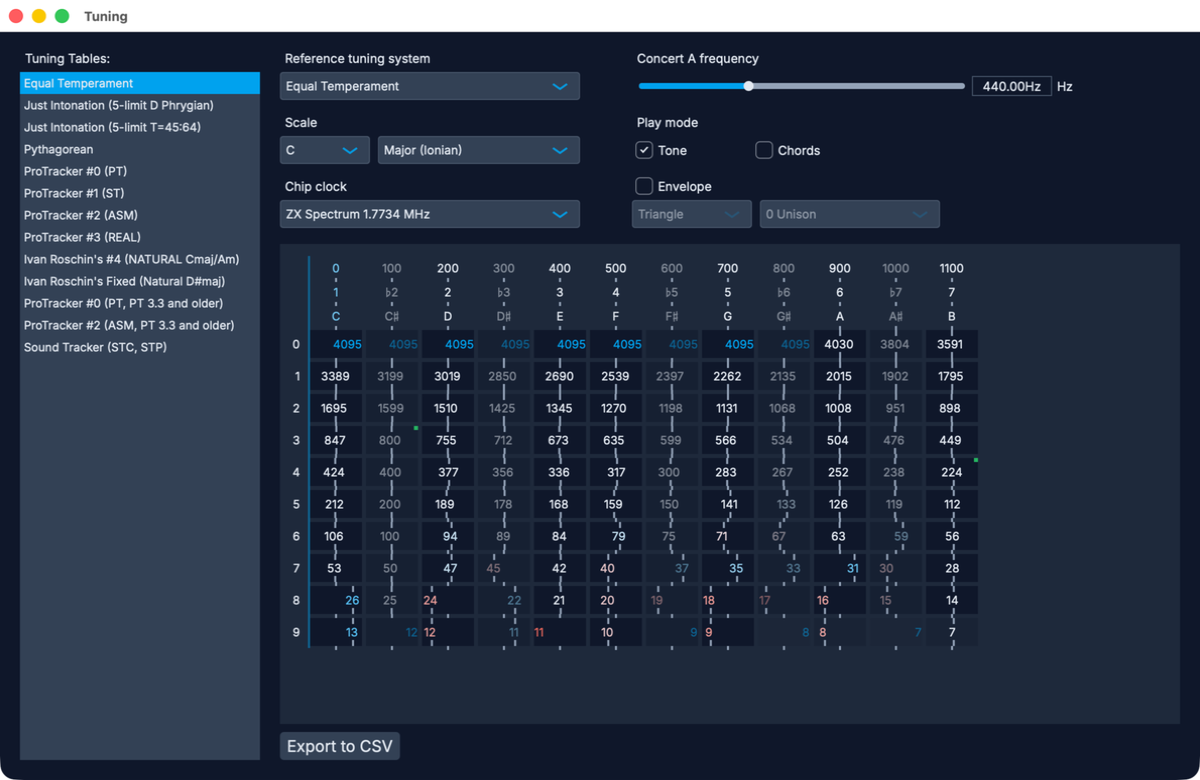 Tuning
Tuning Tables:
Equal Temperament
Just Intonation (5-limit D Phrygian)
Just Intonation (5-limit T=45:64)
Pythagorean
ProTracker #0 (PT)
ProTracker #1 (ST)
ProTracker #2 (ASM)
ProTracker #3 (REAL)
Ivan Roschin's #4 (NATURAL Cmaj/Am)
Ivan Roschin's Fixed (Natural D#maj)
ProTracker #0 (PT, PT 3.3 and older)
ProTracker #2 (ASM, PT 3.3 and older)
Sound Tracker (STC, STP)
Reference tuning system
Equal Temperament
Scale
C Major (Ionian)
Chip clock
ZX Spectrum 1.7734 MHz
Concert A frequency
440.00Hz Hz
Play mode
Tone Chords
Envelope
Triangle 0 Unison
0 100 200 300 400 500 600 700 800 900 1000 1100
1 ♭2 2 ♭3 3 4 ♭5 5 ♭6 6 ♭7 7
C C♯ D D♯ E F F♯ G G♯ A A♯ B
0 4095 4095 4095 4095 4095 4095 4095 4095 4095 4030 3804 3591
1 3389 3199 3019 2850 2690 2539 2397 2262 2135 2015 1902 1795
2 1695 1599 1510 1425 1345 1270 1198 1131 1068 1008 951 898
3 847 800 755 712 673 635 599 566 534 504 476 449
4 424 400 377 356 336 317 300 283 267 252 238 224
5 212 200 189 178 168 159 150 141 133 126 119 112
6 106 100 94 89 84 79 75 71 67 63 59 56
7 53 50 47 45 42 40 37 35 33 31 30 28
8 26 25 24 22 21 20 19 18 17 16 15 14
9 13 12 12 11 11 10 9 9 8 8 7 7
Export to CSV